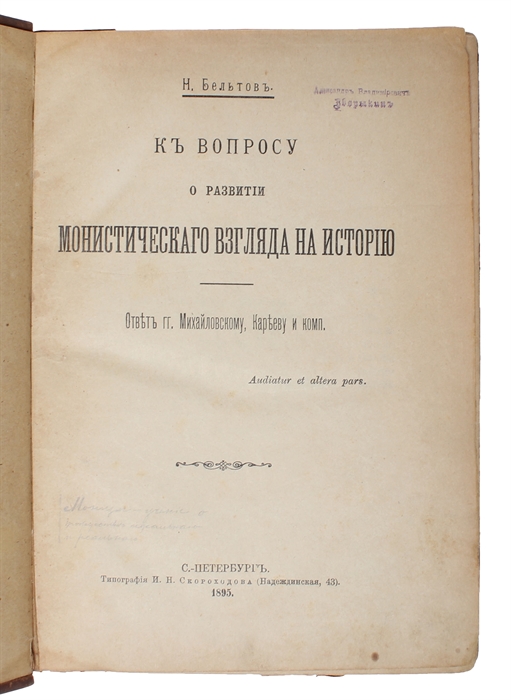 Н. Бельтовъ.
КЪ ВОПРОСУ
О РАЗВИТІИ
МОНИСТИЧЕСКАГО ВЗГЛЯДА НА ИСТОРІЮ
Отвѣтъ гг. Михайловскому, Карѣеву и комп.
Audiatur et altera pars.
С.-ПЕТЕРБУРГЪ.
Типографія И. Н. Скороходова (Надеждинская, 43).
1895.